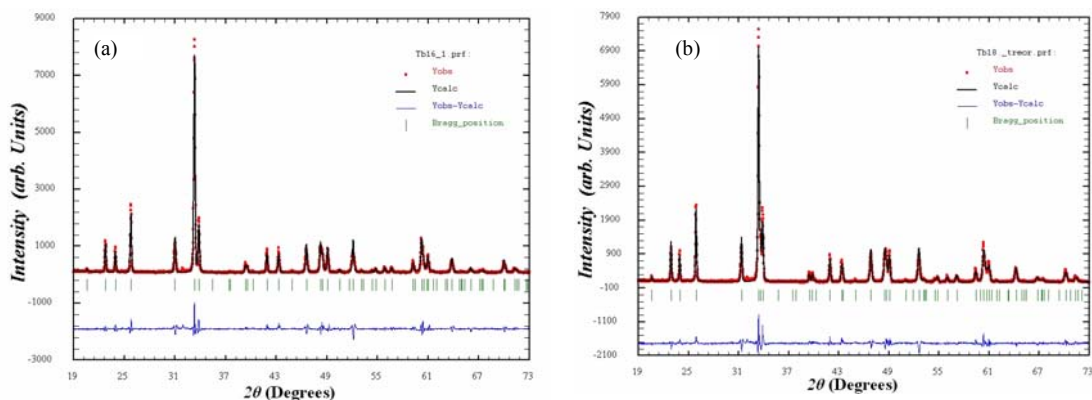 (a)
Tb16_1.prf:
Yobs
Ycalc
Yobs-Ycalc
Bragg_position
9000
7000
5000
3000
1000
-1000
-3000
19 25 31 37 43 49 55 61 67 73
Intensity (arb. Units)
2θ (Degrees)
(b)
Tb18 _treor.prf:
Yobs
Ycalc
Yobs-Ycalc
Bragg_position
7900
6900
5900
4900
3900
2900
1900
900
-100
-1100
-2100
19 25 31 37 43 49 55 61 67 73
Intensity (arb. Units)
2θ (Degrees)